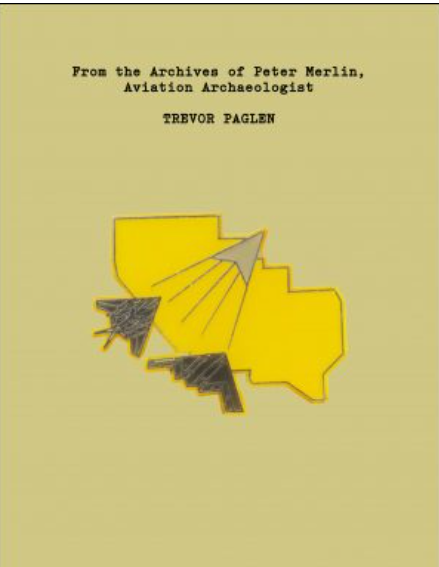 From the Archives of Peter Merlin,
Aviation Archaeologist
TREVOR PAGLEN